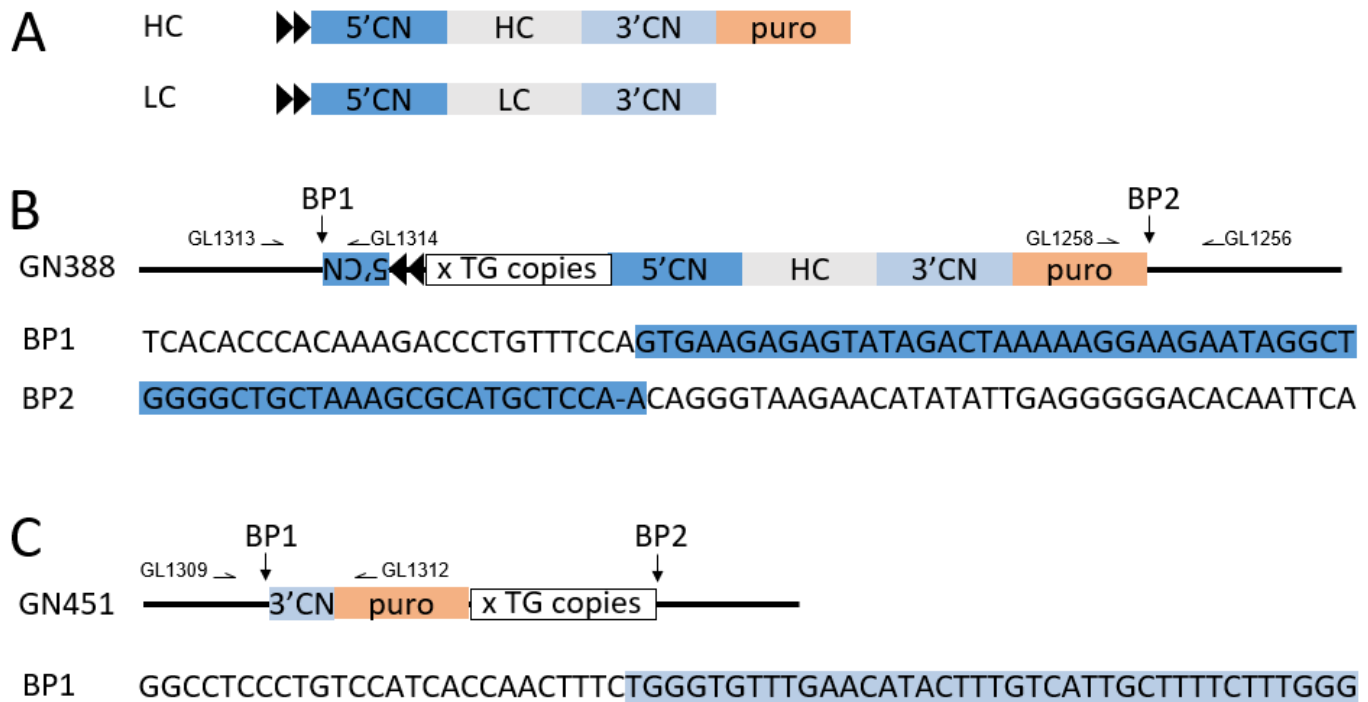 A HC 5'CN HC 3'CN puro
LC 5'CN LC 3'CN
B BP1 BP2
GL1313 GL1314 GL1258 GL1256
GN388 5'CN x TG copies 5'CN HC 3'CN puro
BP1 TCACACCCACAAAGACCCTGTTTCCAGTGAAGAGAGTATAGACTAAAAAGGAAGAATAGGCT
BP2 GGGGCTGCTAAAGCGCATGCTCCA-ACAGGGTAAGAACATATATTGAGGGGGACACAATTCA
C BP1 BP2
GL1309 GL1312
GN451 3'CN puro x TG copies
BP1 GGCCTCCCTGTCCATCACCAACTTTCTGGGTGTTTGAACATACTTTGTCATTGCTTTTCTTTGGG